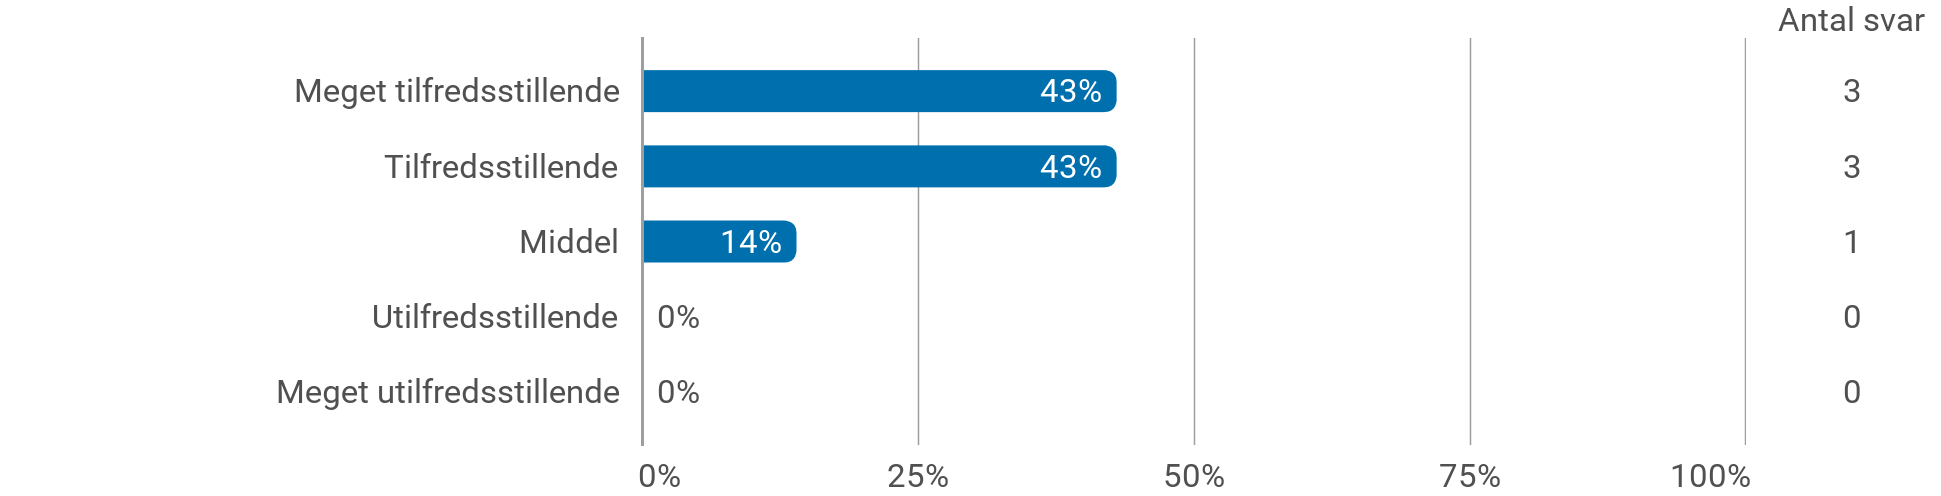 Antal svar
Meget tilfredsstillende 43% 3
Tilfredsstillende 43% 3
Middel 14% 1
Utilfredsstillende 0% 0
Meget utilfredsstillende 0% 0
0% 25% 50% 75% 100%